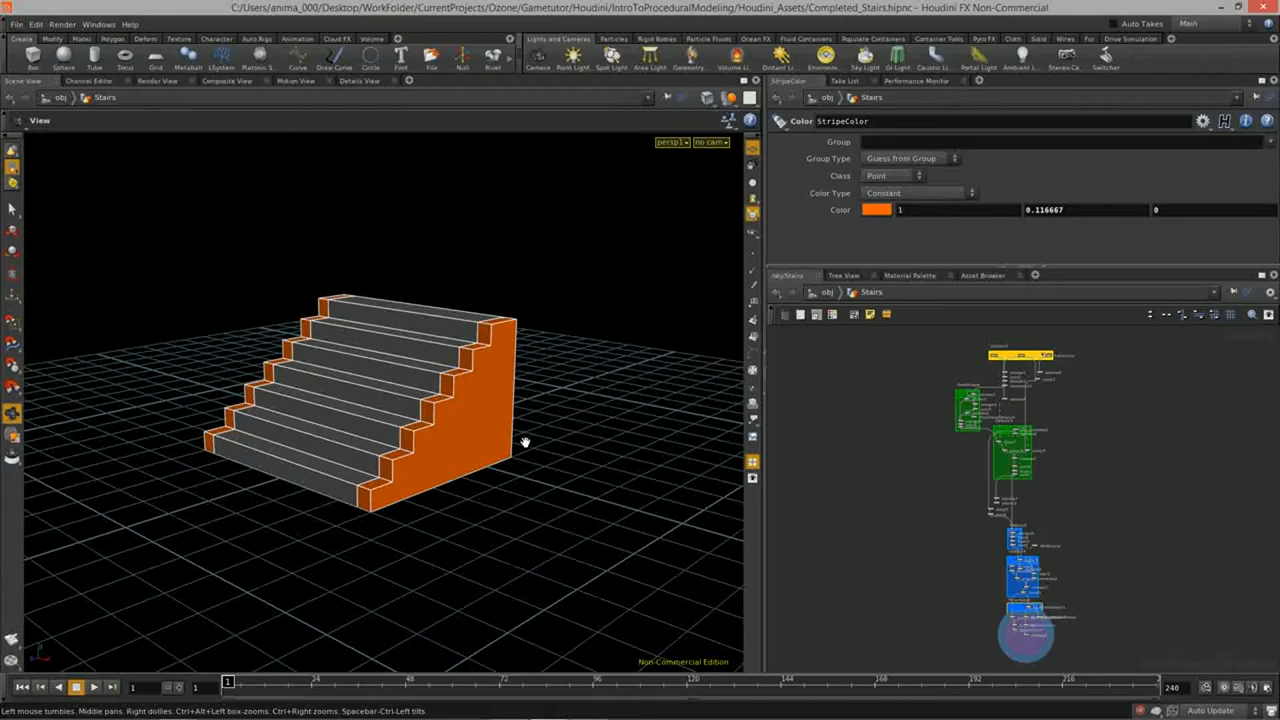 C:/Users/anima_000/Desktop/WorkFolder/CurrentProjects/Ozone/Gametutor/Houdini/IntroToProceduralModeling/Houdini_Assets/Completed_Stairs.hipnc - Houdini FX Non-Commercial
File Edit Render Assets Windows Help
Auto Takes Main
Create Modify Model Polygon Deform Texture Character Auto Rigs Animation Cloud FX Volume
Lights and Cameras Particles Rigid Bodies Particle Fluids Ocean FX Fluid Containers Populate Containers Container Tools Pyro FX Cloth Solid Wires Fur Drive Simulation
Box Sphere Tube Torus Grid Metaball LSystem Platonic S... Curve Draw Curve Circle Font File Null Rivet
Camera Point Light Spot Light Area Light Geometry... Volume L... Distant Li... Environm... Sky Light GI Light Caustic Li... Portal Light Ambient L... Stereo Ca... Switcher
Scene View Channel Editor Render View Composite View Motion View Details View
StripeColor Take List Performance Monitor
obj Stairs
obj Stairs
View
Color StripeColor
persp1 no cam
Group
Group Type Guess from Group
Class Point
Color Type Constant
Color 1 0.116667 0
obj/Stairs Tree View Material Palette Asset Browser
obj Stairs
Non-Commercial Edition
1 1 1 24 48 72 96 120 144 168 192 216 2 240
Left mouse tumbles. Middle pans. Right dollies. Ctrl+Alt+Left box-zooms. Ctrl+Right zooms. Spacebar-Ctrl-Left tilts.
Auto Update